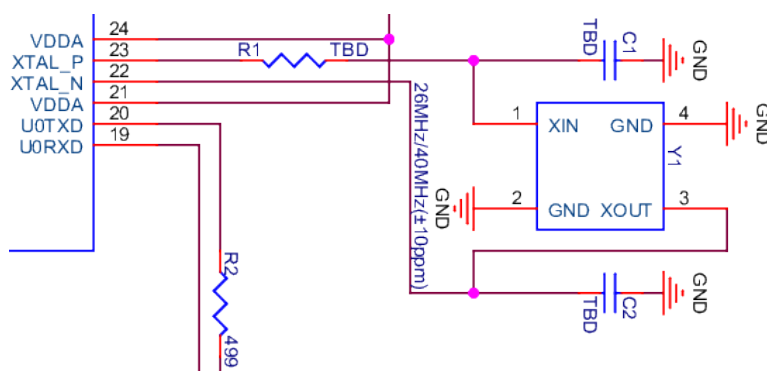 VDDA 24
XTAL_P 23 R1 TBD
XTAL_N 22
VDDA 21
U0TXD 20
U0RXD 19
TBD C1
GND
26MHz/40MHz(±10ppm)
1 XIN GND 4
GND
Y1
GND
2 GND XOUT 3
R2
499
TBD C2
GND